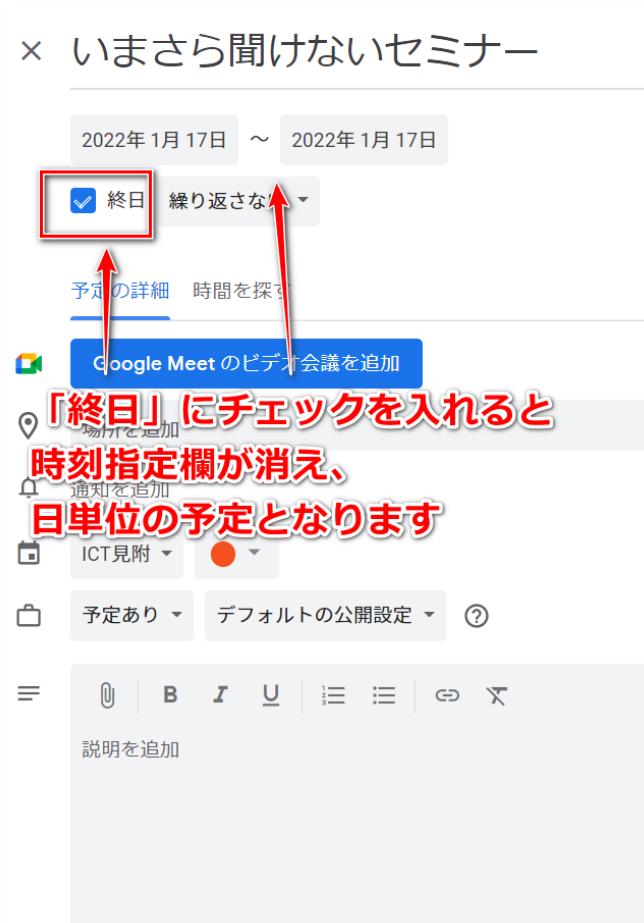 いまさら聞けないセミナー
2022年 1月 17日 ～ 2022年 1月 17日
終日 繰り返さな
予定の詳細 時間を探す
Google Meet のビデオ会議を追加
「終日」にチェックを入れると
場所を追加
時刻指定欄が消え、
通知を追加
日単位の予定となります
ICT見附
予定あり デフォルトの公開設定
B I U
説明を追加